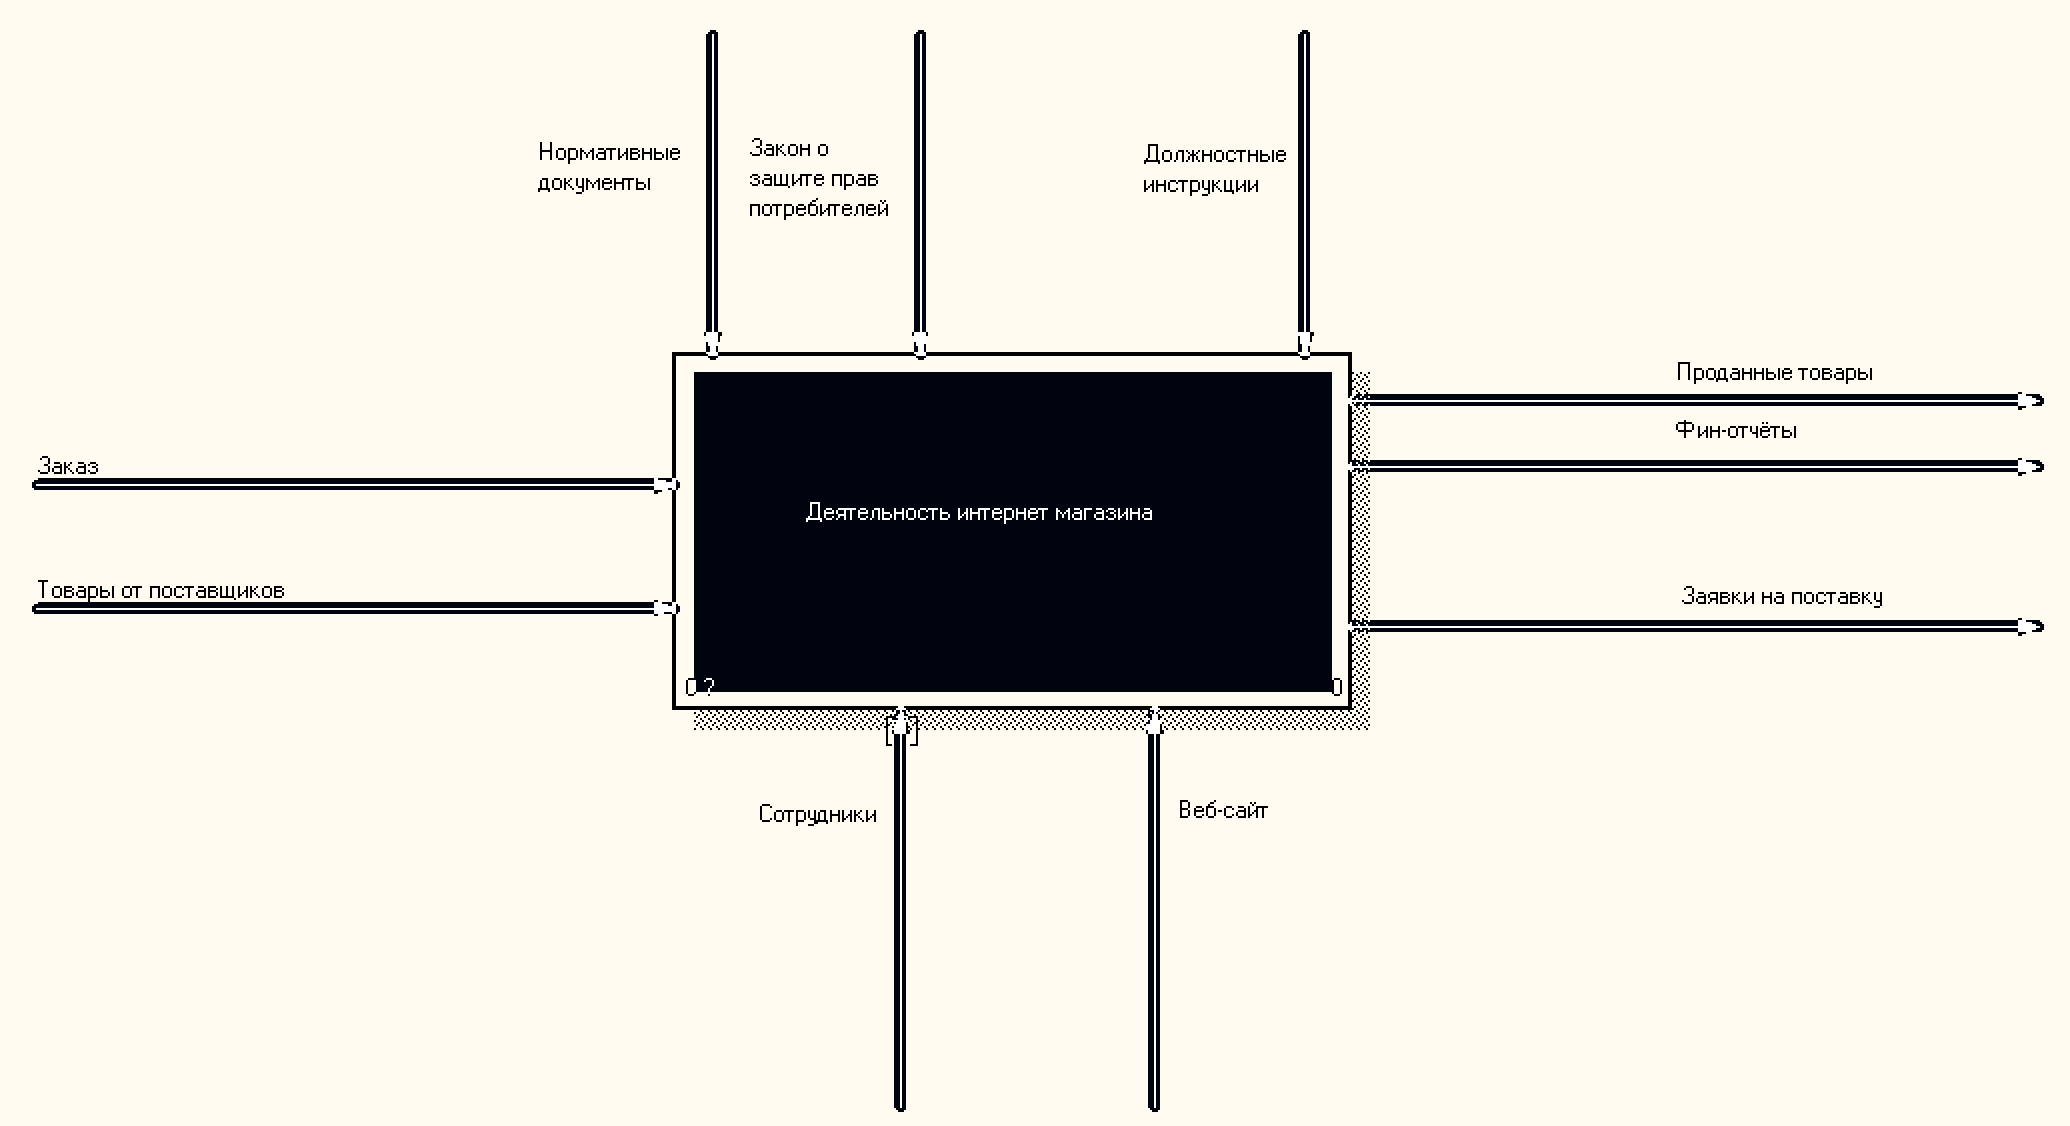 Нормативные
документы
Закон о
защите прав
потребителей
Должностные
инструкции
Проданные товары
Фин-отчёты
Заказ
Деятельность интернет магазина
Товары от поставщиков
Заявки на поставку
0 ?
0
Сотрудники
Веб-сайт